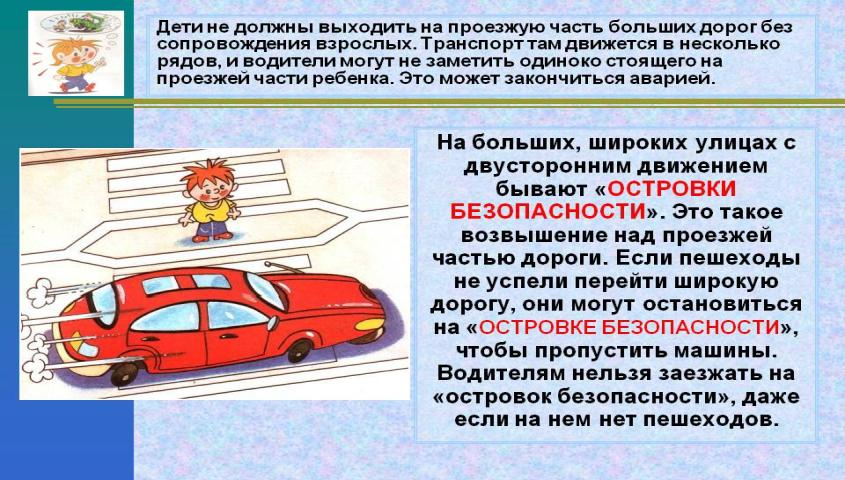 Дети не должны выходить на проезжую часть больших дорог без
сопровождения взрослых. Транспорт там движется в несколько
рядов, и водители могут не заметить одиноко стоящего на
проезжей части ребенка. Это может закончиться аварией.
На больших, широких улицах с
двусторонним движением
бывают «ОСТРОВКИ
БЕЗОПАСНОСТИ». Это такое
возвышение над проезжей
частью дороги. Если пешеходы
не успели перейти широкую
дорогу, они могут остановиться
на «ОСТРОВКЕ БЕЗОПАСНОСТИ»,
чтобы пропустить машины.
Водителям нельзя заезжать на
«островок безопасности», даже
если на нем нет пешеходов.